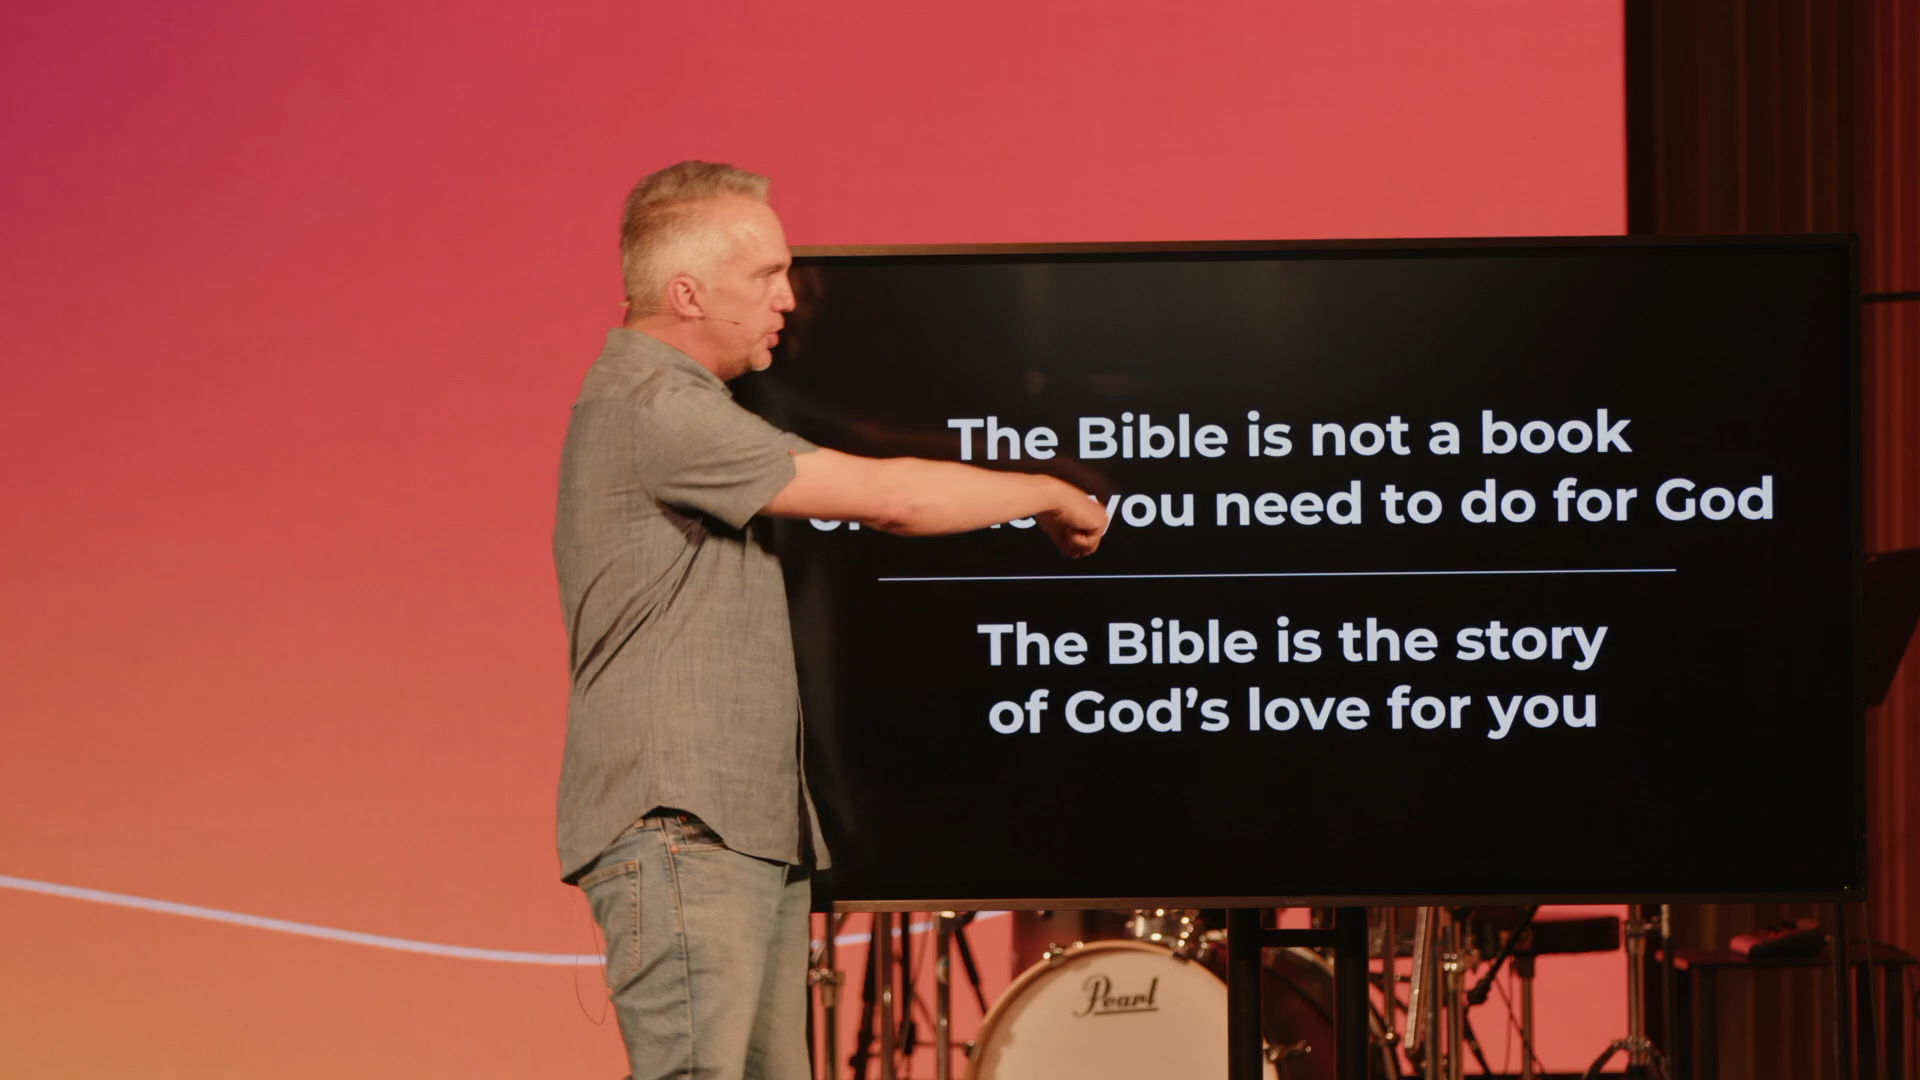 The Bible is not a book
you need to do for God
The Bible is the story
of God's love for you
Pearl